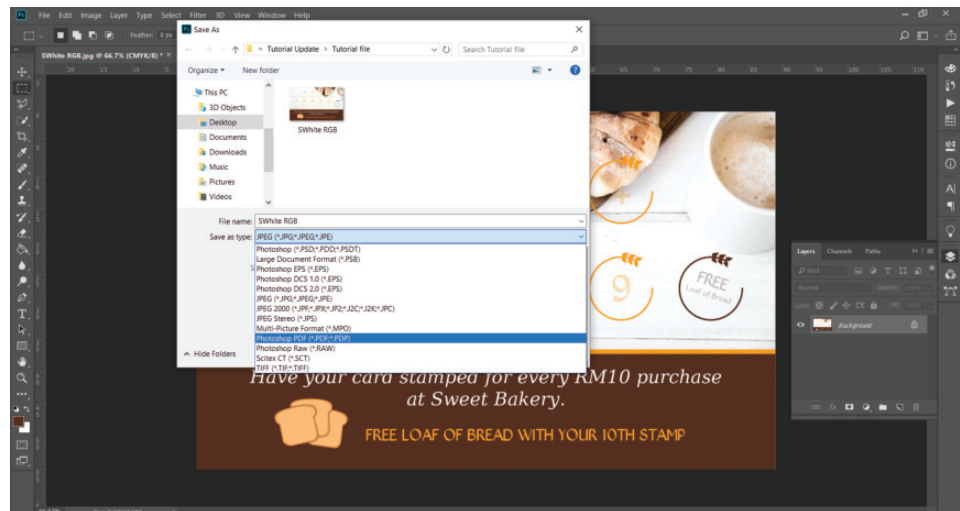 File Edit Image Layer Type Select Filter 3D View Window Help
Feather: 0 px
SWhite RGB.jpg @ 66.7% (CMYK/8) *
Save As
« Tutorial Update > Tutorial file
Search Tutorial file
Organize
New folder
This PC
3D Objects
Desktop
Documents
Downloads
Music
Pictures
Videos
SWhite RGB
File name: SWhite RGB
Save as type: JPEG (*.JPG;*.JPEG;*.JPE)
Photoshop (*.PSD;*.PDD;*.PSDT)
Large Document Format (*.PSB)
Photoshop EPS (*.EPS)
Photoshop DCS 1.0 (*.EPS)
Photoshop DCS 2.0 (*.EPS)
JPEG (*.JPG;*.JPEG;*.JPE)
JPEG 2000 (*.JPF;*.JPX;*.JP2;*.J2C;*.J2K;*.JPC)
JPEG Stereo (*.JPS)
Multi-Picture Format (*.MPO)
Photoshop PDF (*.PDF;*.PDP)
Photoshop Raw (*.RAW)
Scitex CT (*.SCT)
TIFF (*.TIF;*.TIFF)
Hide Folders
9
FREE
Loaf of Bread
Have your card stamped for every RM10 purchase
at Sweet Bakery.
FREE LOAF OF BREAD WITH YOUR 10TH STAMP
Layers Channels Paths
Normal
Opacity:
Lock:
Background